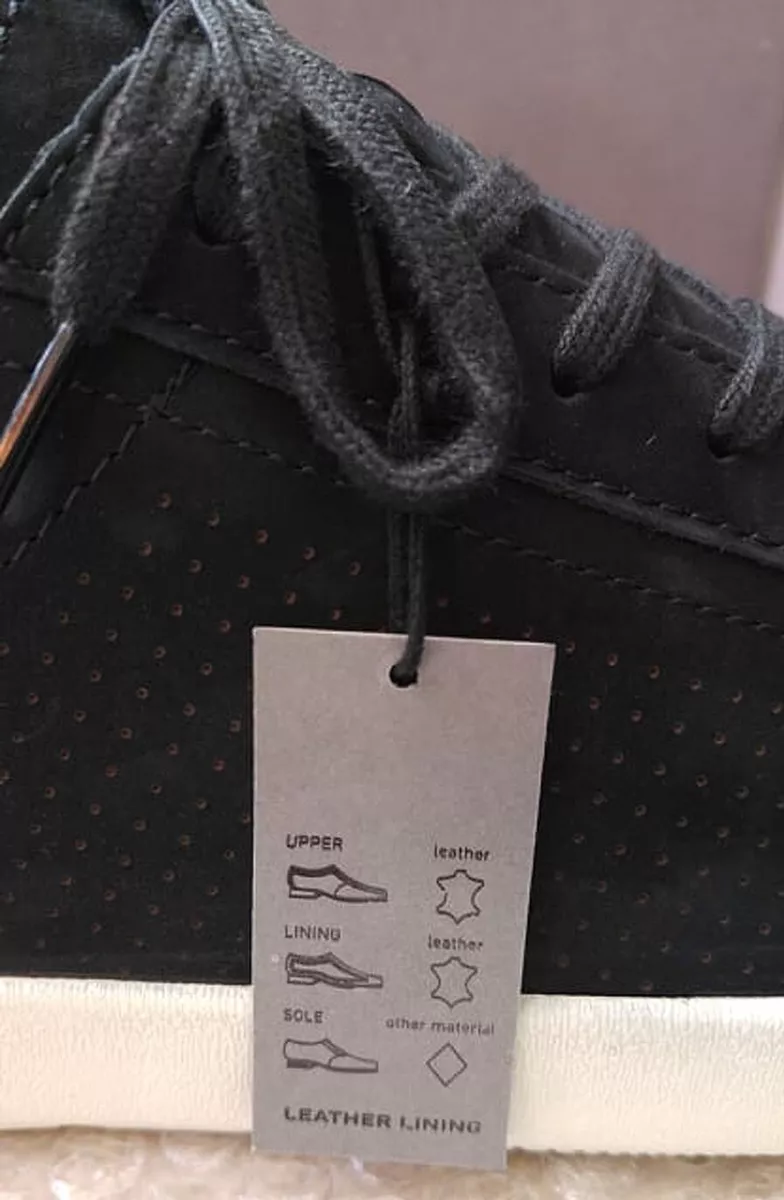 UPPER leather
LINING leather
SOLE other material
LEATHER LINING